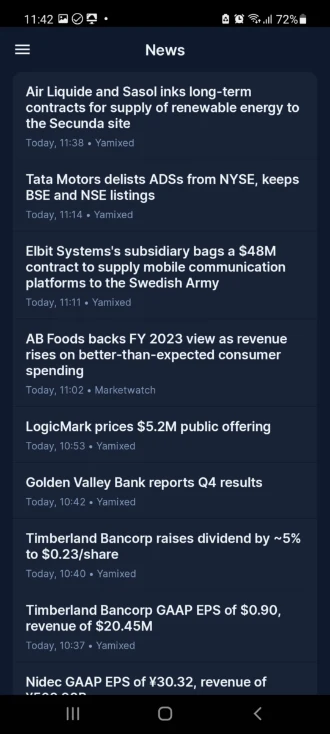 11:42 72%
News
Air Liquide and Sasol inks long-term
contracts for supply of renewable energy to
the Secunda site
Today, 11:38 • Yamixed
Tata Motors delists ADSs from NYSE, keeps
BSE and NSE listings
Today, 11:14 • Yamixed
Elbit Systems's subsidiary bags a $48M
contract to supply mobile communication
platforms to the Swedish Army
Today, 11:11 • Yamixed
AB Foods backs FY 2023 view as revenue
rises on better-than-expected consumer
spending
Today, 11:02 • Marketwatch
LogicMark prices $5.2M public offering
Today, 10:53 • Yamixed
Golden Valley Bank reports Q4 results
Today, 10:42 • Yamixed
Timberland Bancorp raises dividend by ~5%
to $0.23/share
Today, 10:40 • Yamixed
Timberland Bancorp GAAP EPS of $0.90,
revenue of $20.45M
Today, 10:37 • Yamixed
Nidec GAAP EPS of ¥30.32, revenue of